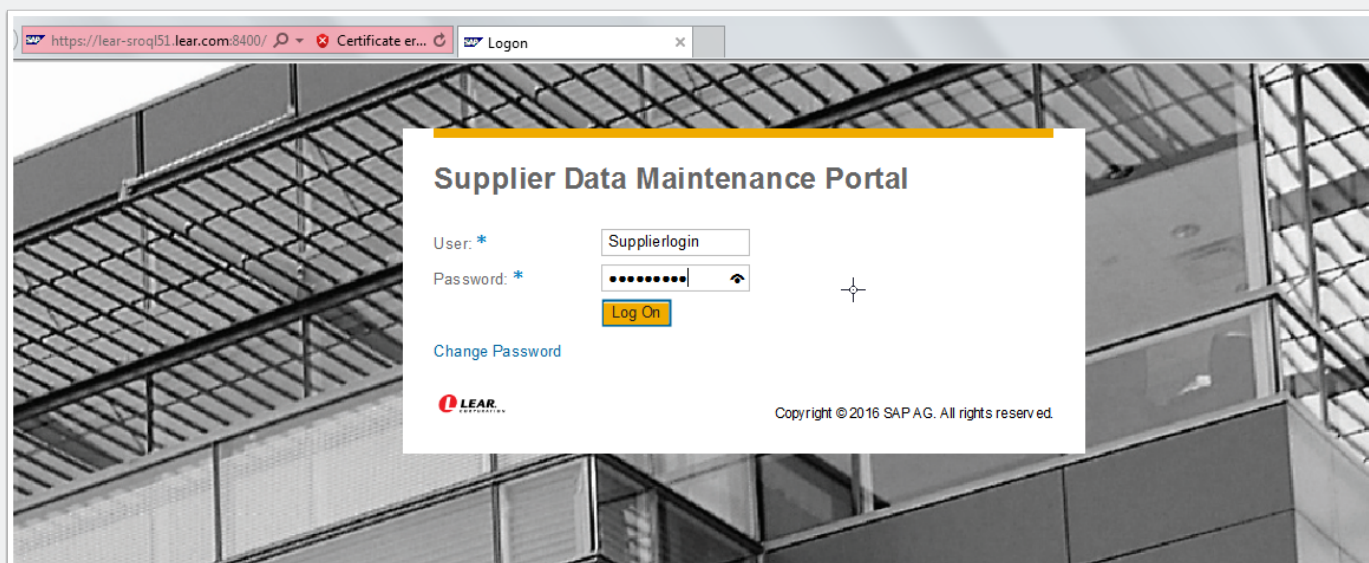 https://lear-sroql51.lear.com:8400/ Certificate er... Logon
Supplier Data Maintenance Portal
User: * Supplierlogin
Password: * •••••••••
Log On
Change Password
LEAR.
CORPORATION
Copyright © 2016 SAP AG. All rights reserved.